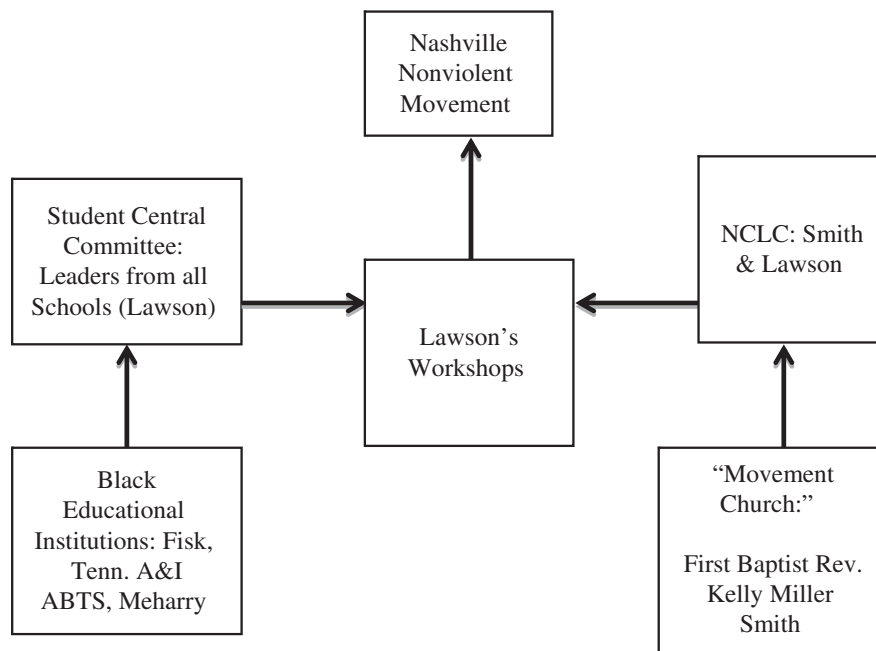 Nashville
Nonviolent
Movement
Student Central
Committee:
Leaders from all
Schools (Lawson)
NCLC: Smith
& Lawson
Lawson’s
Workshops
Black
Educational
Institutions: Fisk,
Tenn. A&I
ABTS, Meharry
“Movement
Church:”
First Baptist Rev.
Kelly Miller
Smith